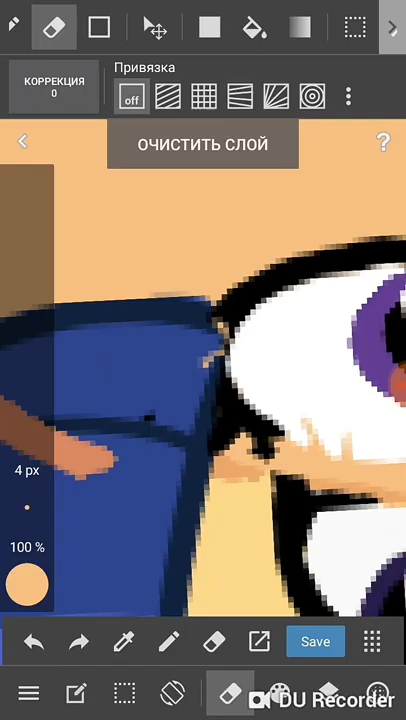 КОРРЕКЦИЯ
0
Привязка
off
ОЧИСТИТЬ СЛОЙ
?
4 px
100 %
Save
DU Recorder